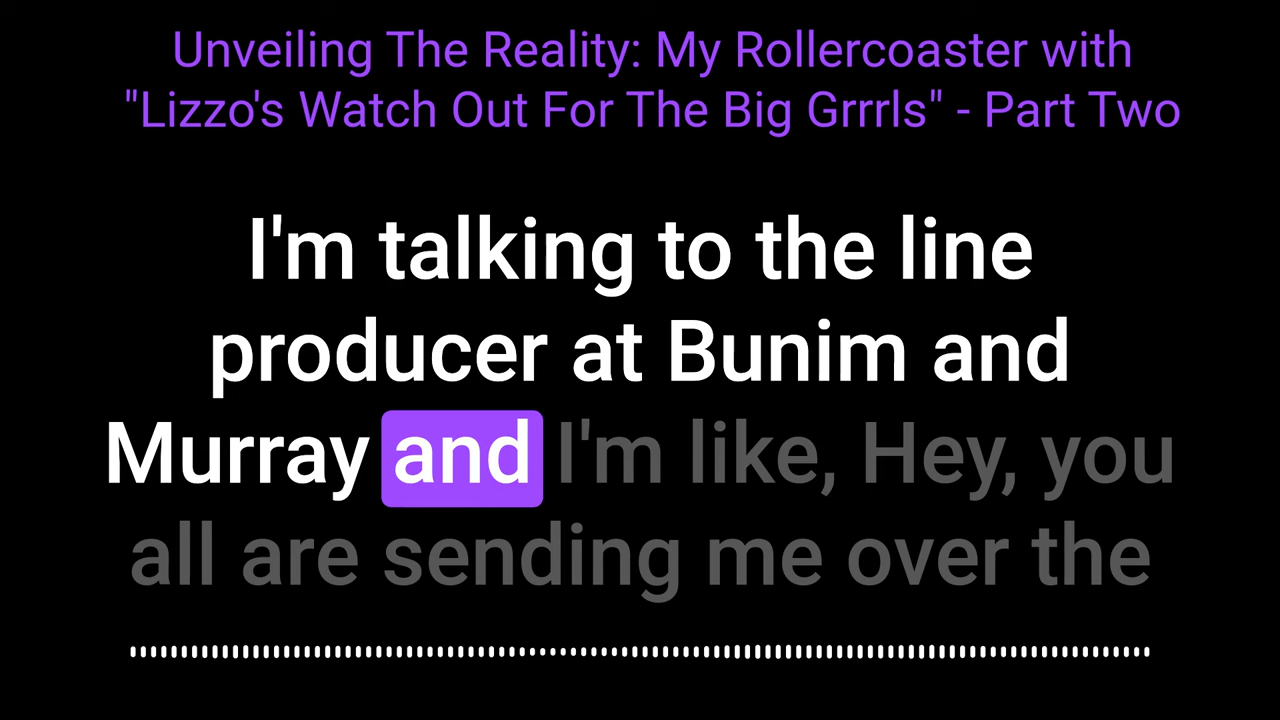 Unveiling The Reality: My Rollercoaster with
"Lizzo's Watch Out For The Big Grrrls" - Part Two
I'm talking to the line
producer at Bunim and
Murray and I'm like, Hey, you
all are sending me over the